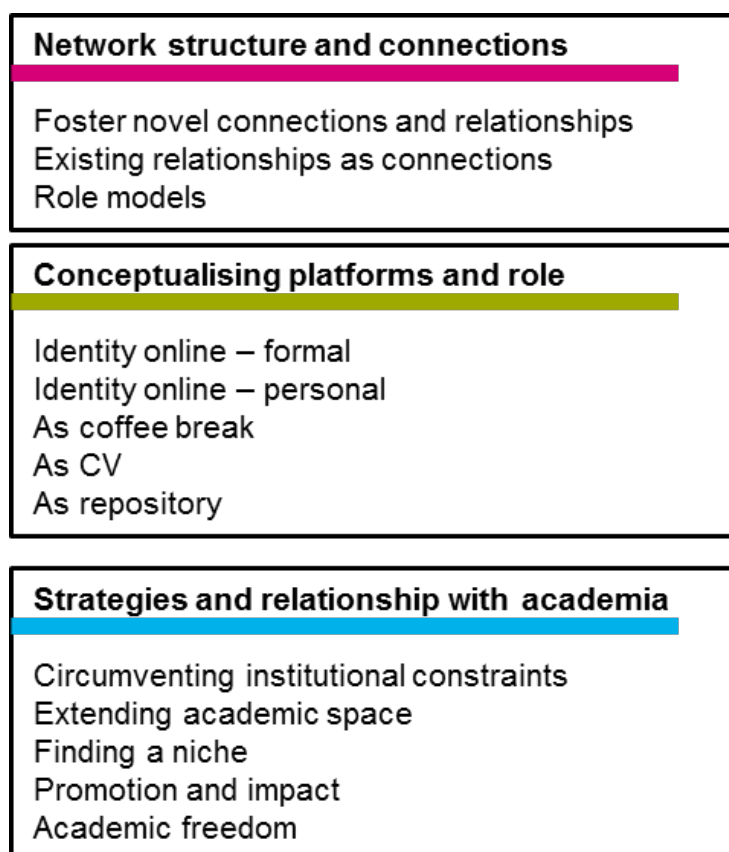 Network structure and connections
Foster novel connections and relationships
Existing relationships as connections
Role models
Conceptualising platforms and role
Identity online – formal
Identity online – personal
As coffee break
As CV
As repository
Strategies and relationship with academia
Circumventing institutional constraints
Extending academic space
Finding a niche
Promotion and impact
Academic freedom